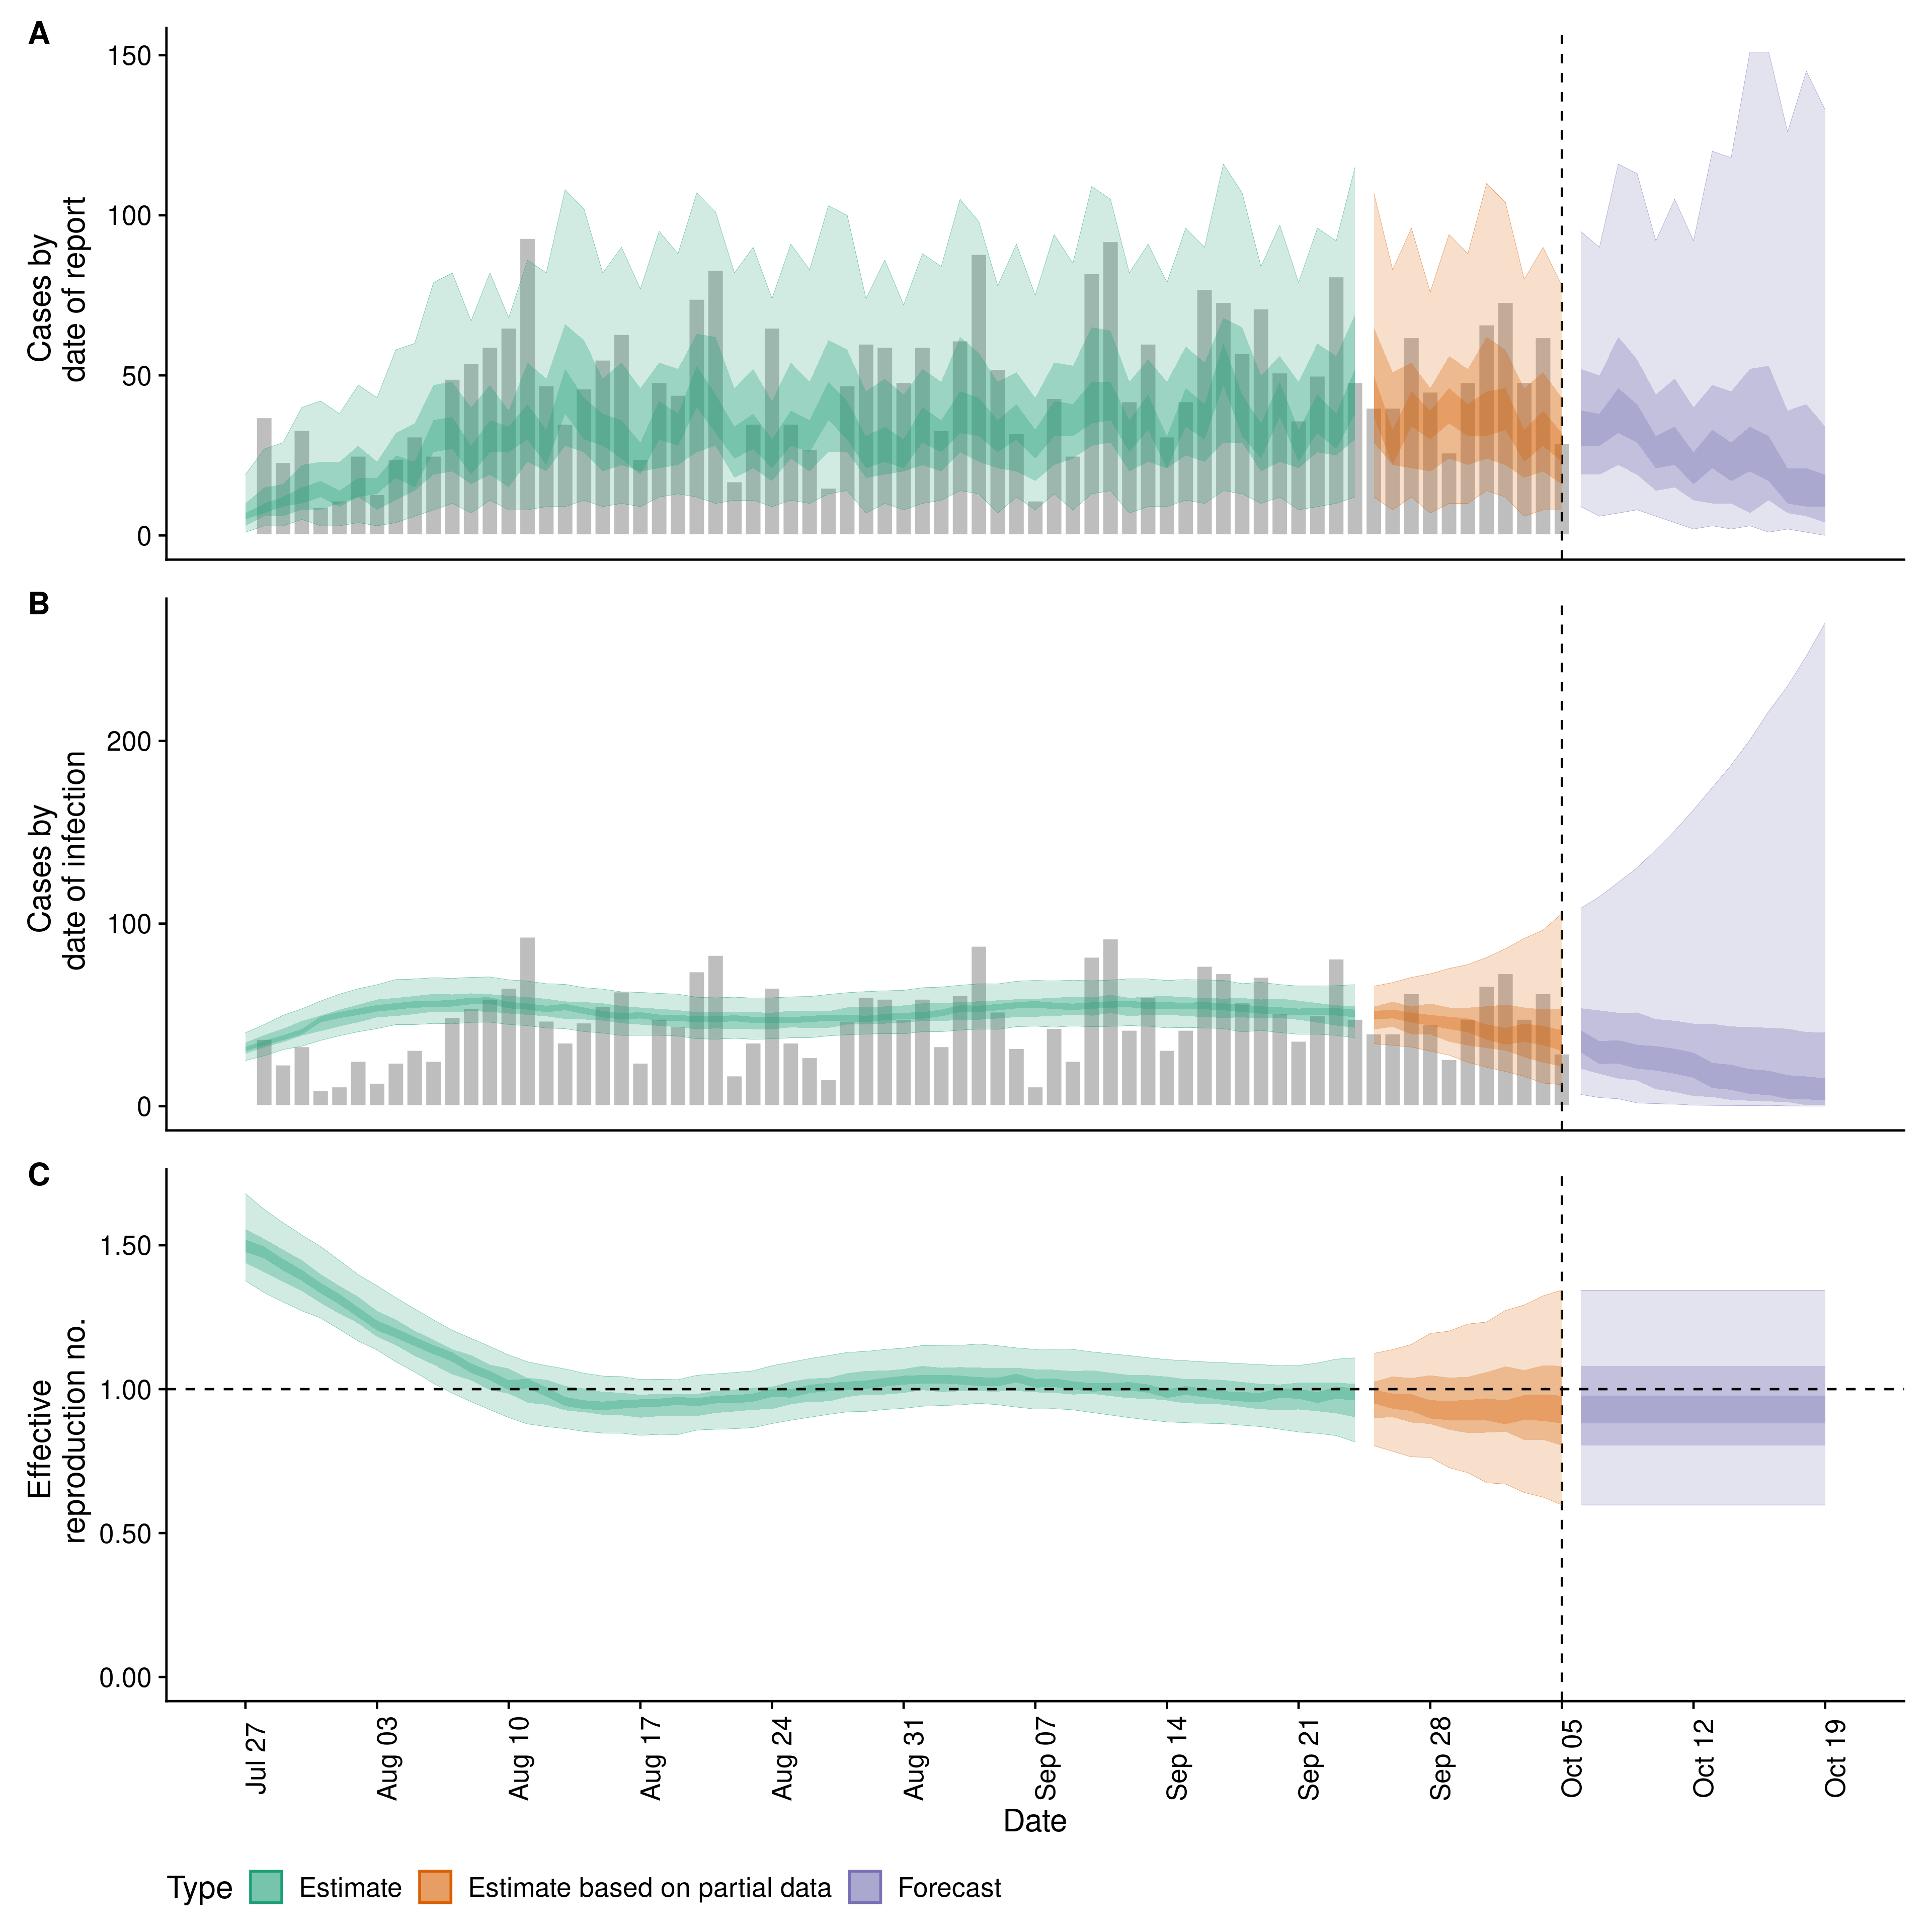 A
Cases by
date of report
150
100
50
0
B
Cases by
date of infection
200
100
0
C
Effective
reproduction no.
1.50
1.00
0.50
0.00
Jul 27
Aug 03
Aug 10
Aug 17
Aug 24
Aug 31
Sep 07
Sep 14
Sep 21
Sep 28
Oct 05
Oct 12
Oct 19
Date
Type Estimate Estimate based on partial data Forecast